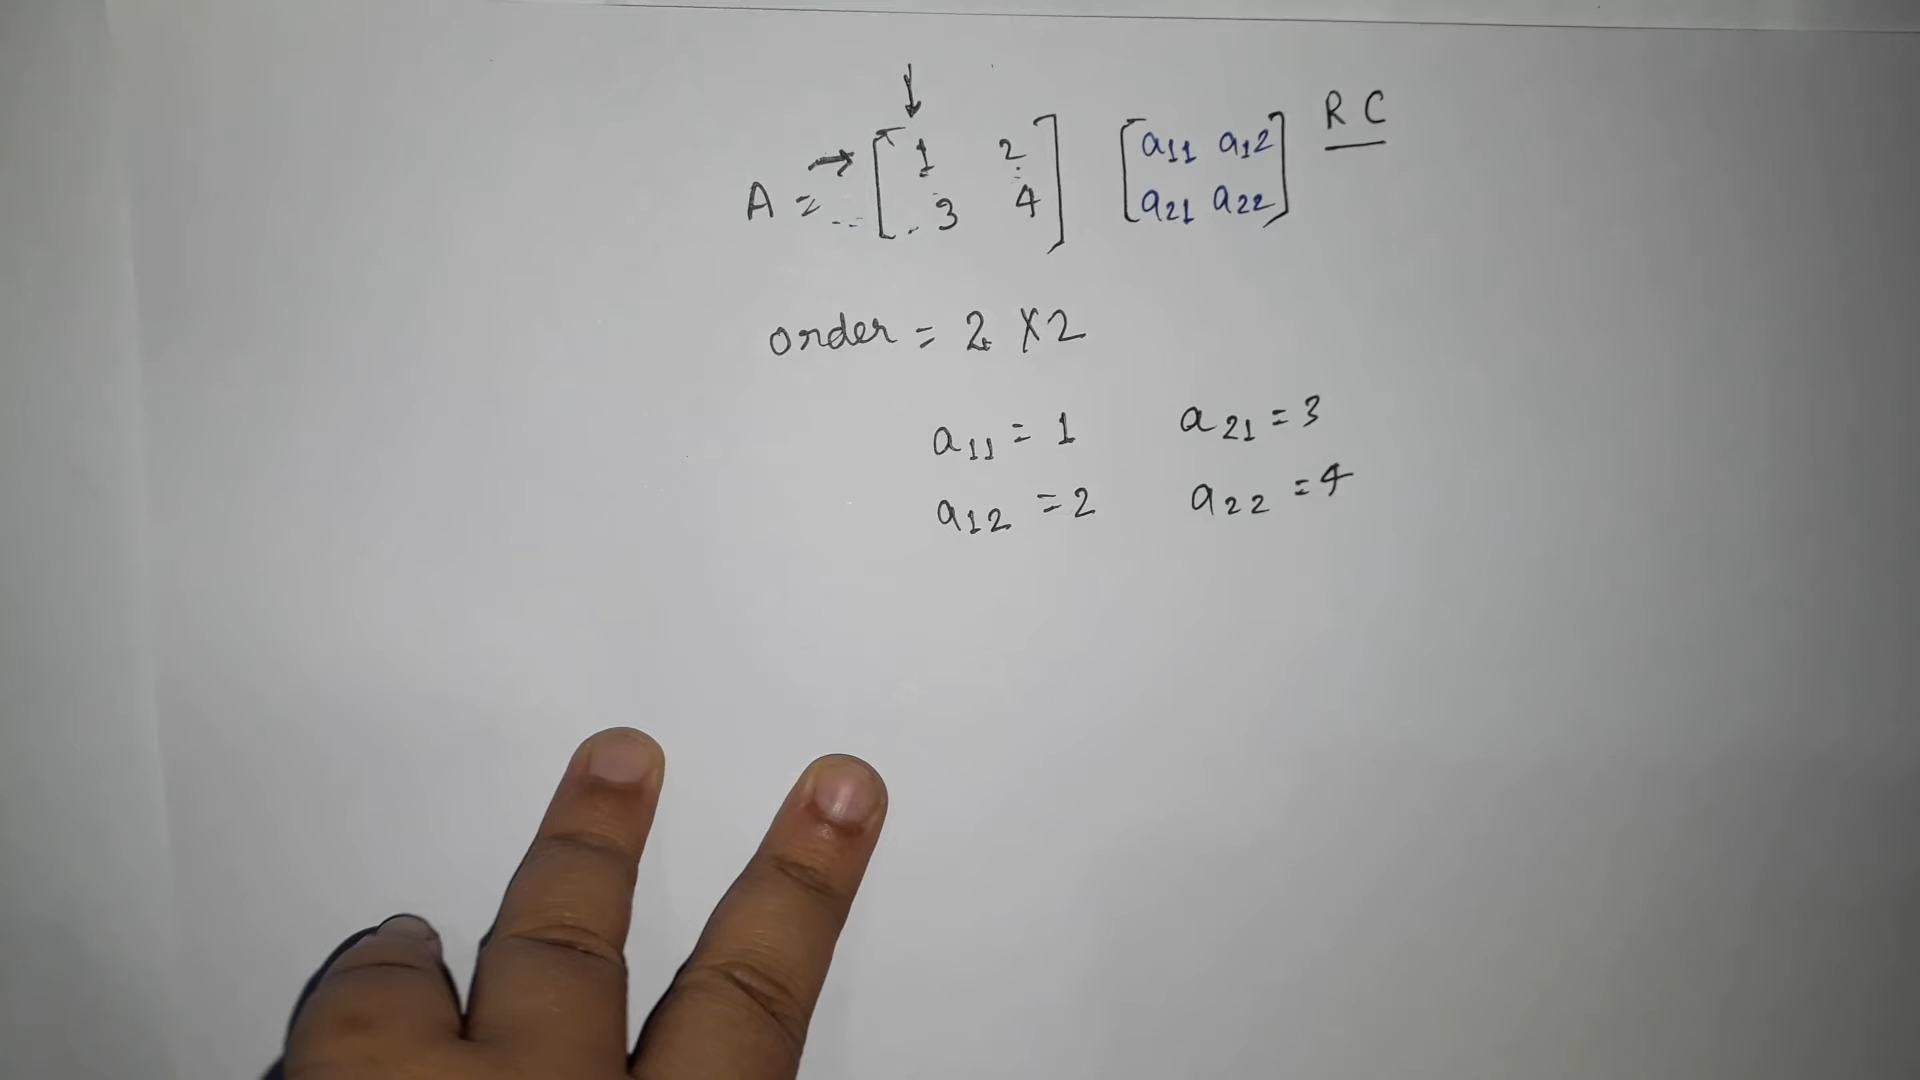 A = [ 1 2 [ a11 a12 ] R C
3 4 ] a21 a22
order = 2 X 2
a11 = 1 a21 = 3
a12 = 2 a22 = 4